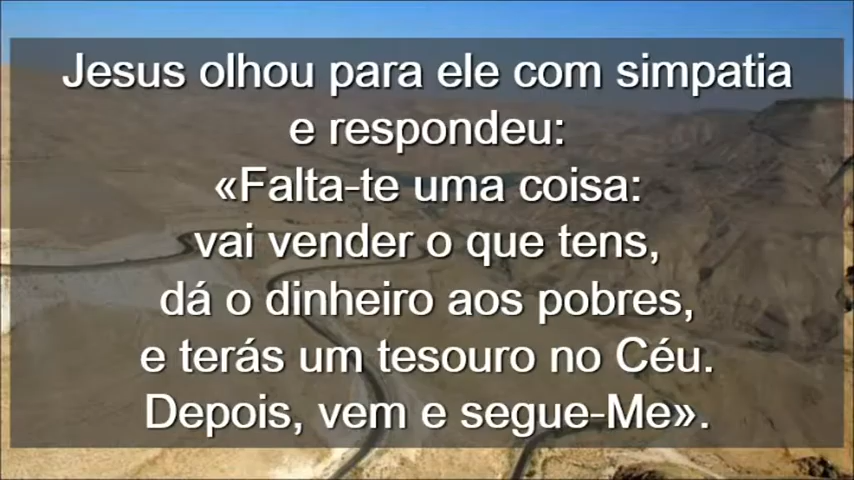 Jesus olhou para ele com simpatia
e respondeu:
«Falta-te uma coisa:
vai vender o que tens,
dá o dinheiro aos pobres,
e terás um tesouro no Céu.
Depois, vem e segue-Me».